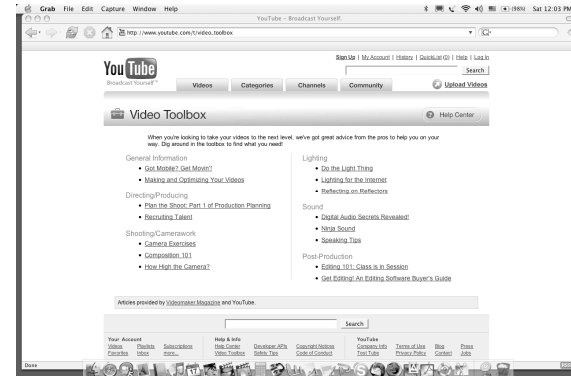 Grab File Edit Capture Window Help (98%) Sat 12:03 PM
YouTube - Broadcast Yourself.
http://www.youtube.com/t/video_toolbox
Sign Up | My Account | History | QuickList (0) | Help | Log In
YouTube
Broadcast Yourself™
Search
Videos Categories Channels Community Upload Videos
Video Toolbox Help Center
When you're looking to take your videos to the next level, we've got great advice from the pros to help you on your
way. Dig around in the toolbox to find what you need!
General Information
Got Mobile? Get Movin'!
Making and Optimizing Your Videos
Directing/Producing
Plan the Shoot: Part 1 of Production Planning
Recruiting Talent
Shooting/Camerawork
Camera Exercises
Composition 101
How High the Camera?
Lighting
Do the Light Thing
Lighting for the Internet
Reflecting on Reflectors
Sound
Digital Audio Secrets Revealed!
Ninja Sound
Speaking Tips
Post-Production
Editing 101: Class is in Session
Get Editing! An Editing Software Buyer's Guide
Articles provided by Videomaker Magazine and YouTube.
Search
Your Account
Videos Playlists Subscriptions
Favorites Inbox more...
Help & Info
Help Center Developer APIs Copyright Notices
Video Toolbox Safety Tips Code of Conduct
YouTube
Company Info Terms of Use Blog Press
Test Tube Privacy Policy Contact Jobs
Done